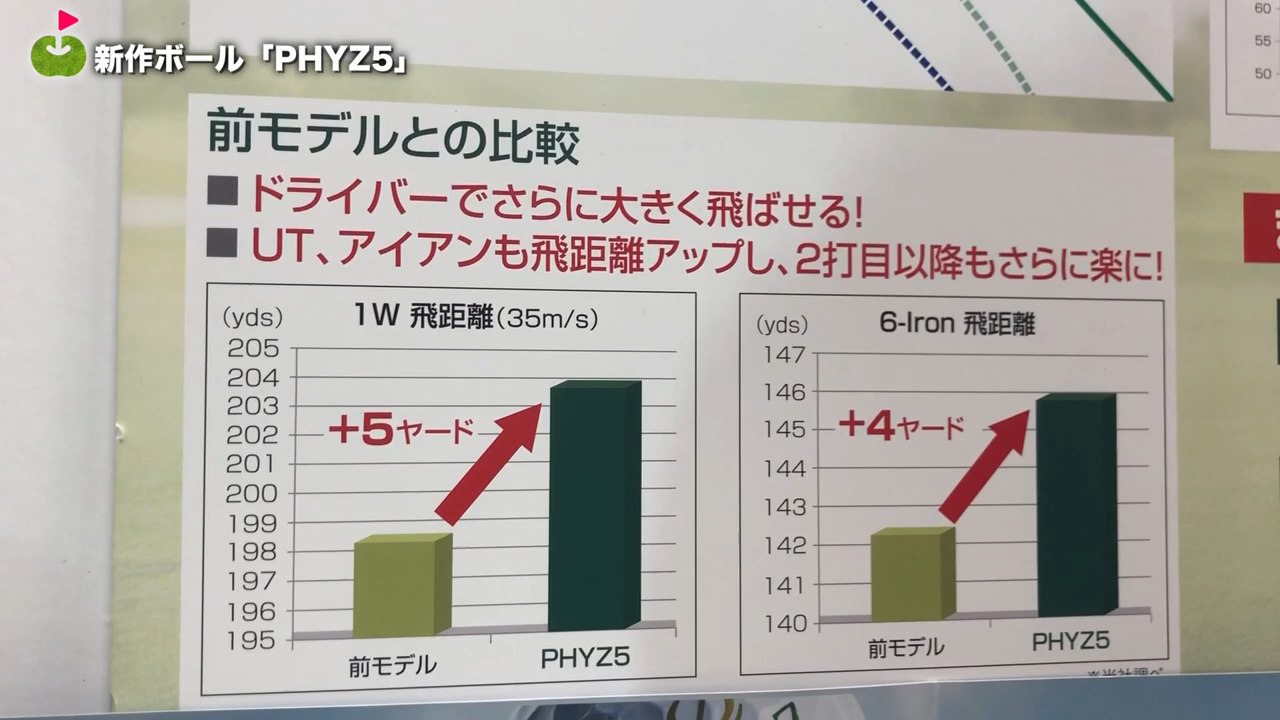 新作ボール「PHYZ5」
60
55
50
前モデルとの比較
■ ドライバーでさらに大きく飛ばせる!
■ UT、アイアンも飛距離アップし、2打目以降もさらに楽に!
(yds)
1W 飛距離(35m/s)
205
204
203
202
201
200
199
198
197
196
195
+5ヤード
前モデル
PHYZ5
(yds)
6-Iron 飛距離
147
146
145
144
143
142
141
140
+4ヤード
前モデル
PHYZ5